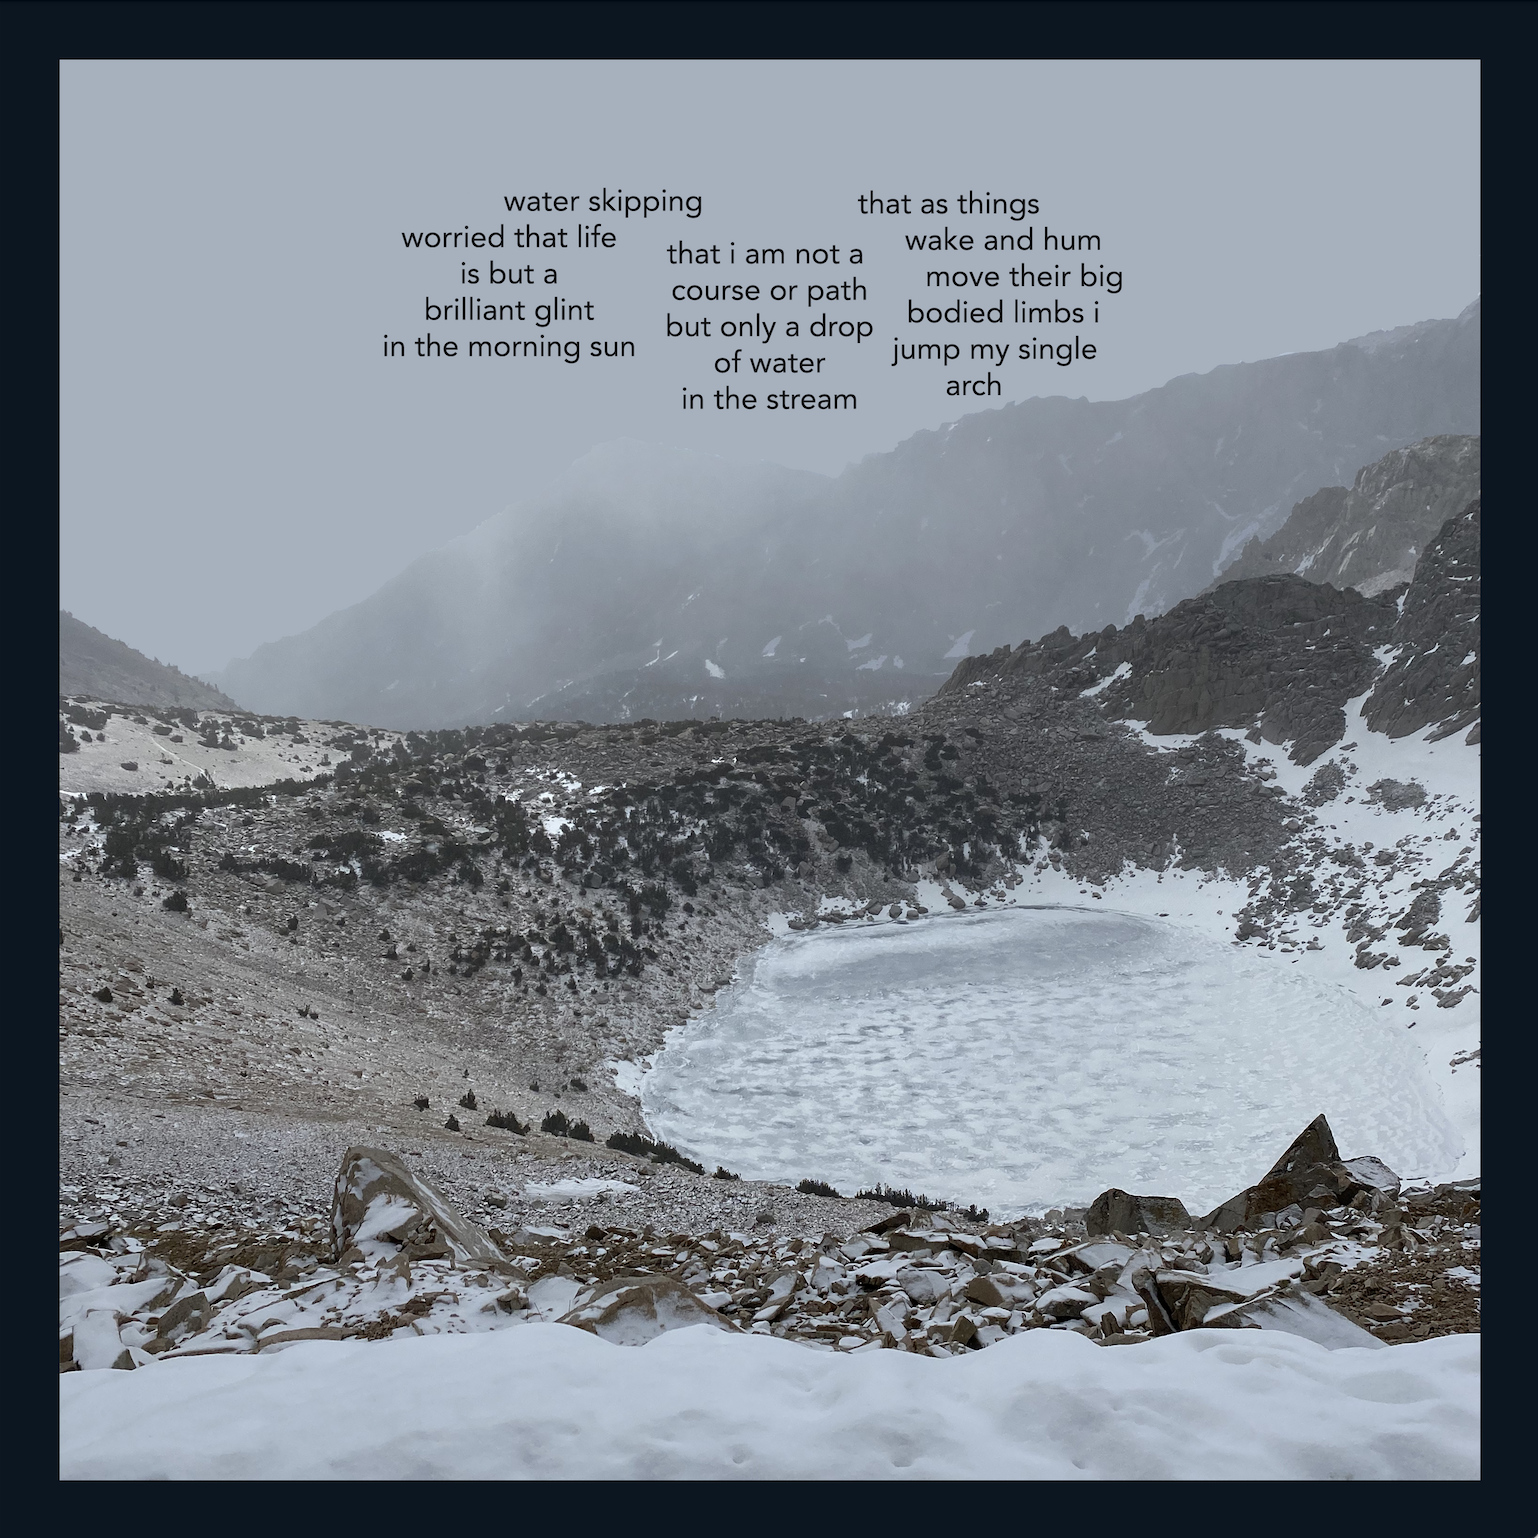 water skipping
worried that life
is but a
brilliant glint
in the morning sun
that i am not a
course or path
but only a drop
of water
in the stream
that as things
wake and hum
move their big
bodied limbs i
jump my single
arch